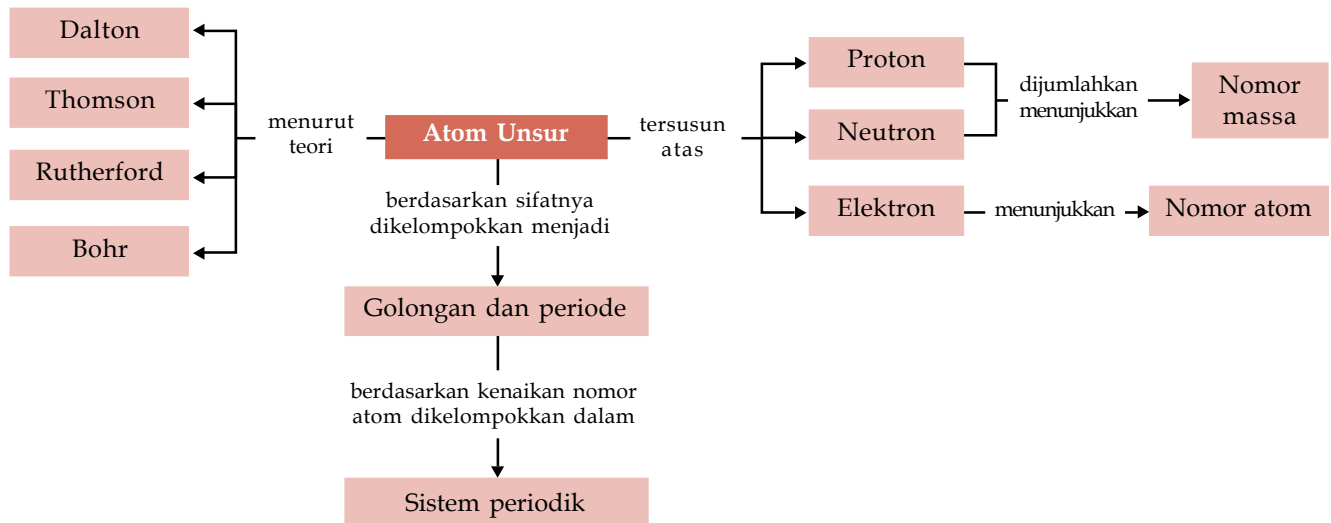 Dalton
Thomson
Rutherford
Bohr
menurut
teori
Atom Unsur
tersusun
atas
Proton
Neutron
Elektron
dijumlahkan
menunjukkan
Nomor
massa
menunjukkan
Nomor atom
berdasarkan sifatnya
dikelompokkan menjadi
Golongan dan periode
berdasarkan kenaikan nomor
atom dikelompokkan dalam
Sistem periodik